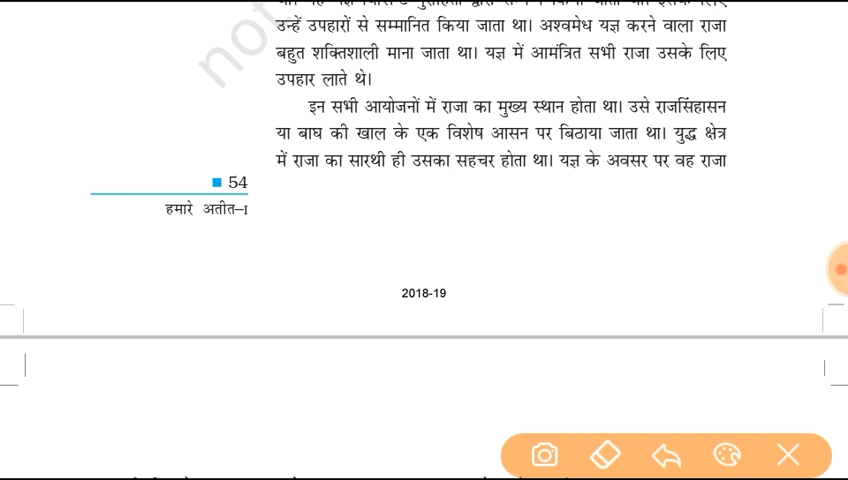 उन्हें उपहारों से सम्मानित किया जाता था। अश्वमेध यज्ञ करने वाला राजा
बहुत शक्तिशाली माना जाता था। यज्ञ में आमंत्रित सभी राजा उसके लिए
उपहार लाते थे।
इन सभी आयोजनों में राजा का मुख्य स्थान होता था। उसे राजसिंहासन
या बाघ की खाल के एक विशेष आसन पर बिठाया जाता था। युद्ध क्षेत्र
में राजा का सारथी ही उसका सहचर होता था। यज्ञ के अवसर पर वह राजा
54
हमारे अतीत–I
2018-19
not